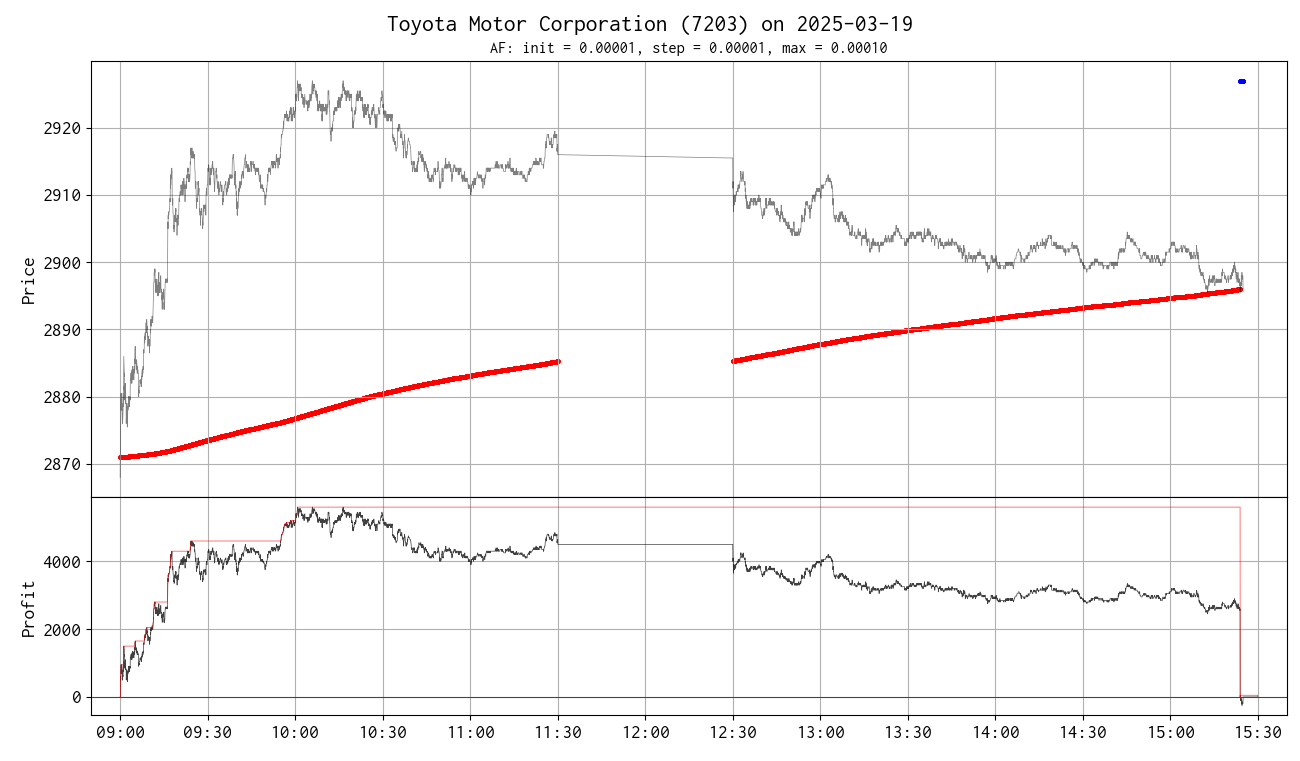 Toyota Motor Corporation (7203) on 2025-03-19
AF: init = 0.00001, step = 0.00001, max = 0.00010
Price
2920
2910
2900
2890
2880
2870
Profit
4000
2000
0
09:00 09:30 10:00 10:30 11:00 11:30 12:00 12:30 13:00 13:30 14:00 14:30 15:00 15:30